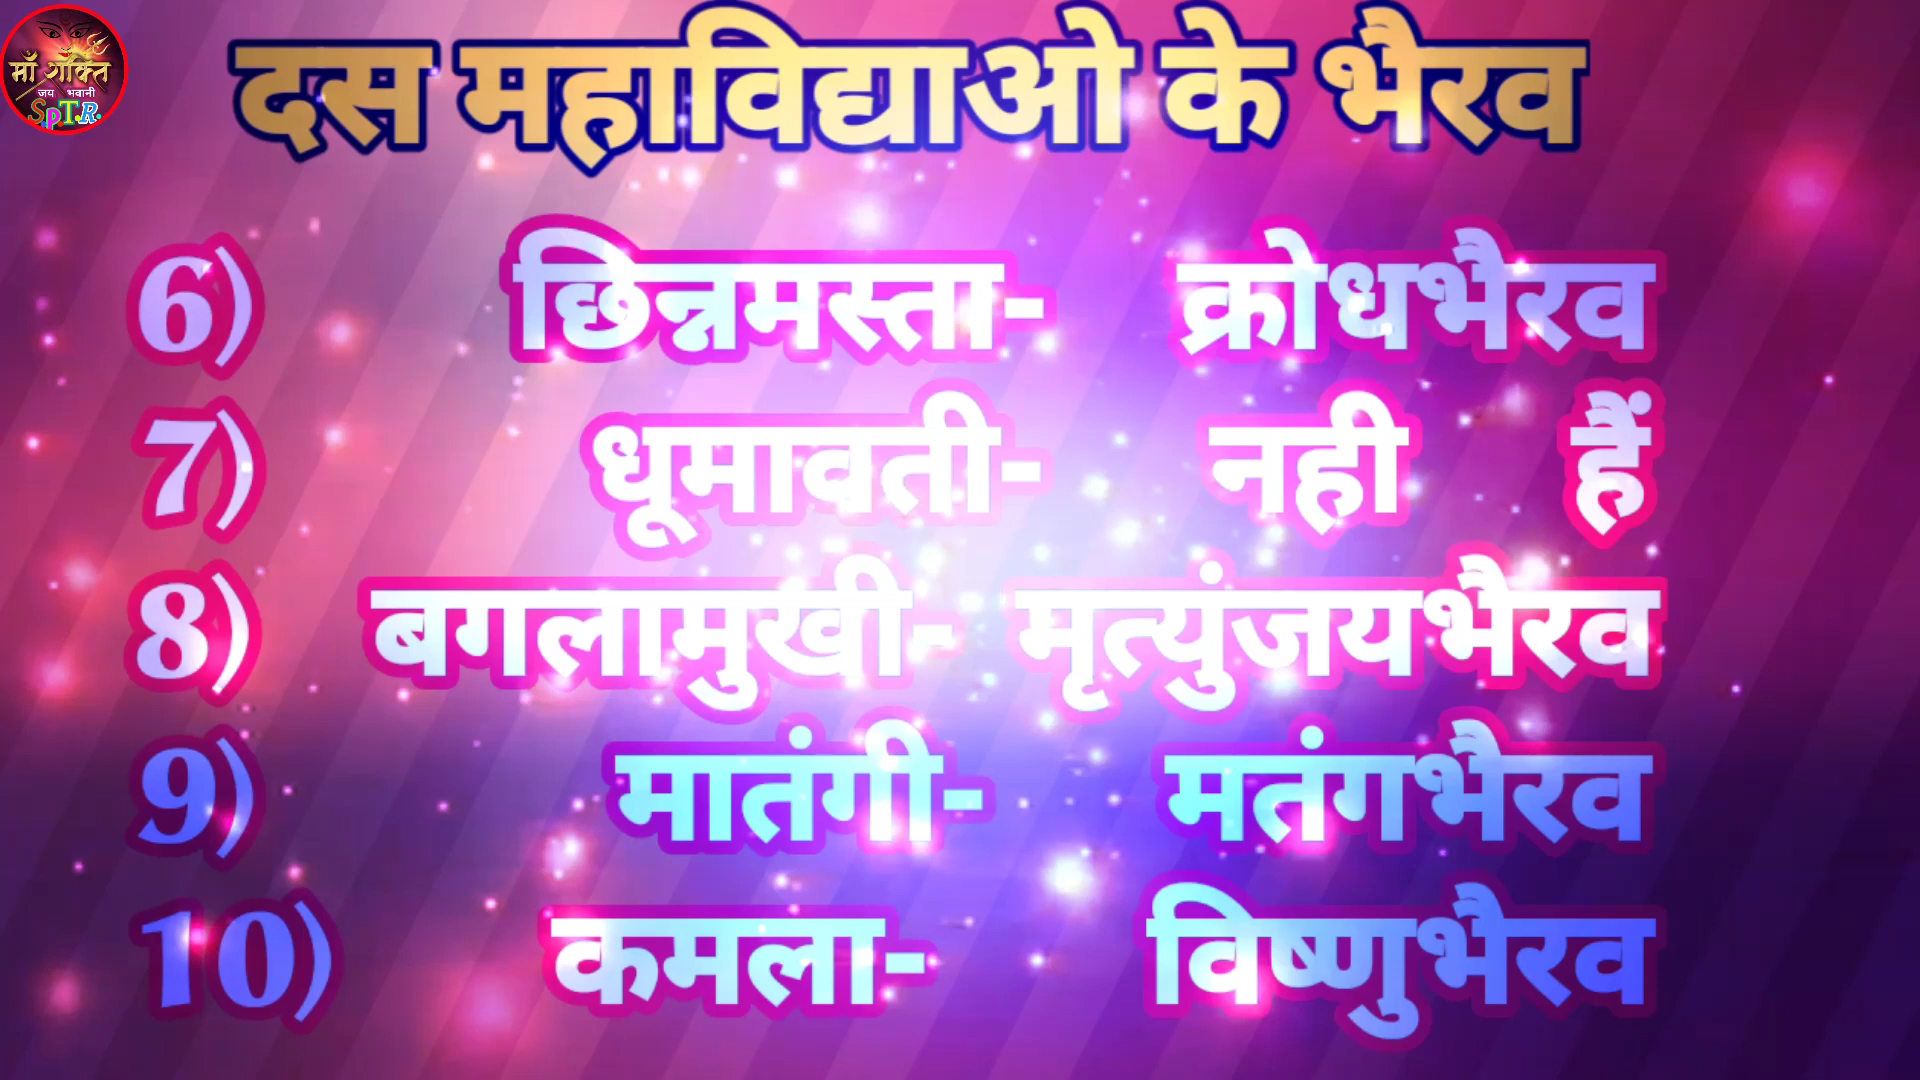 माँ शक्ति
जय भवानी
S.P.T.R.
दस महाविद्याओ के भैरव
6) छिन्नमस्ता- क्रोधभैरव
7) धूमावती- नही हैं
8) बगलामुखी- मृत्युंजयभैरव
9) मातंगी- मतंगभैरव
10) कमला- विष्णुभैरव